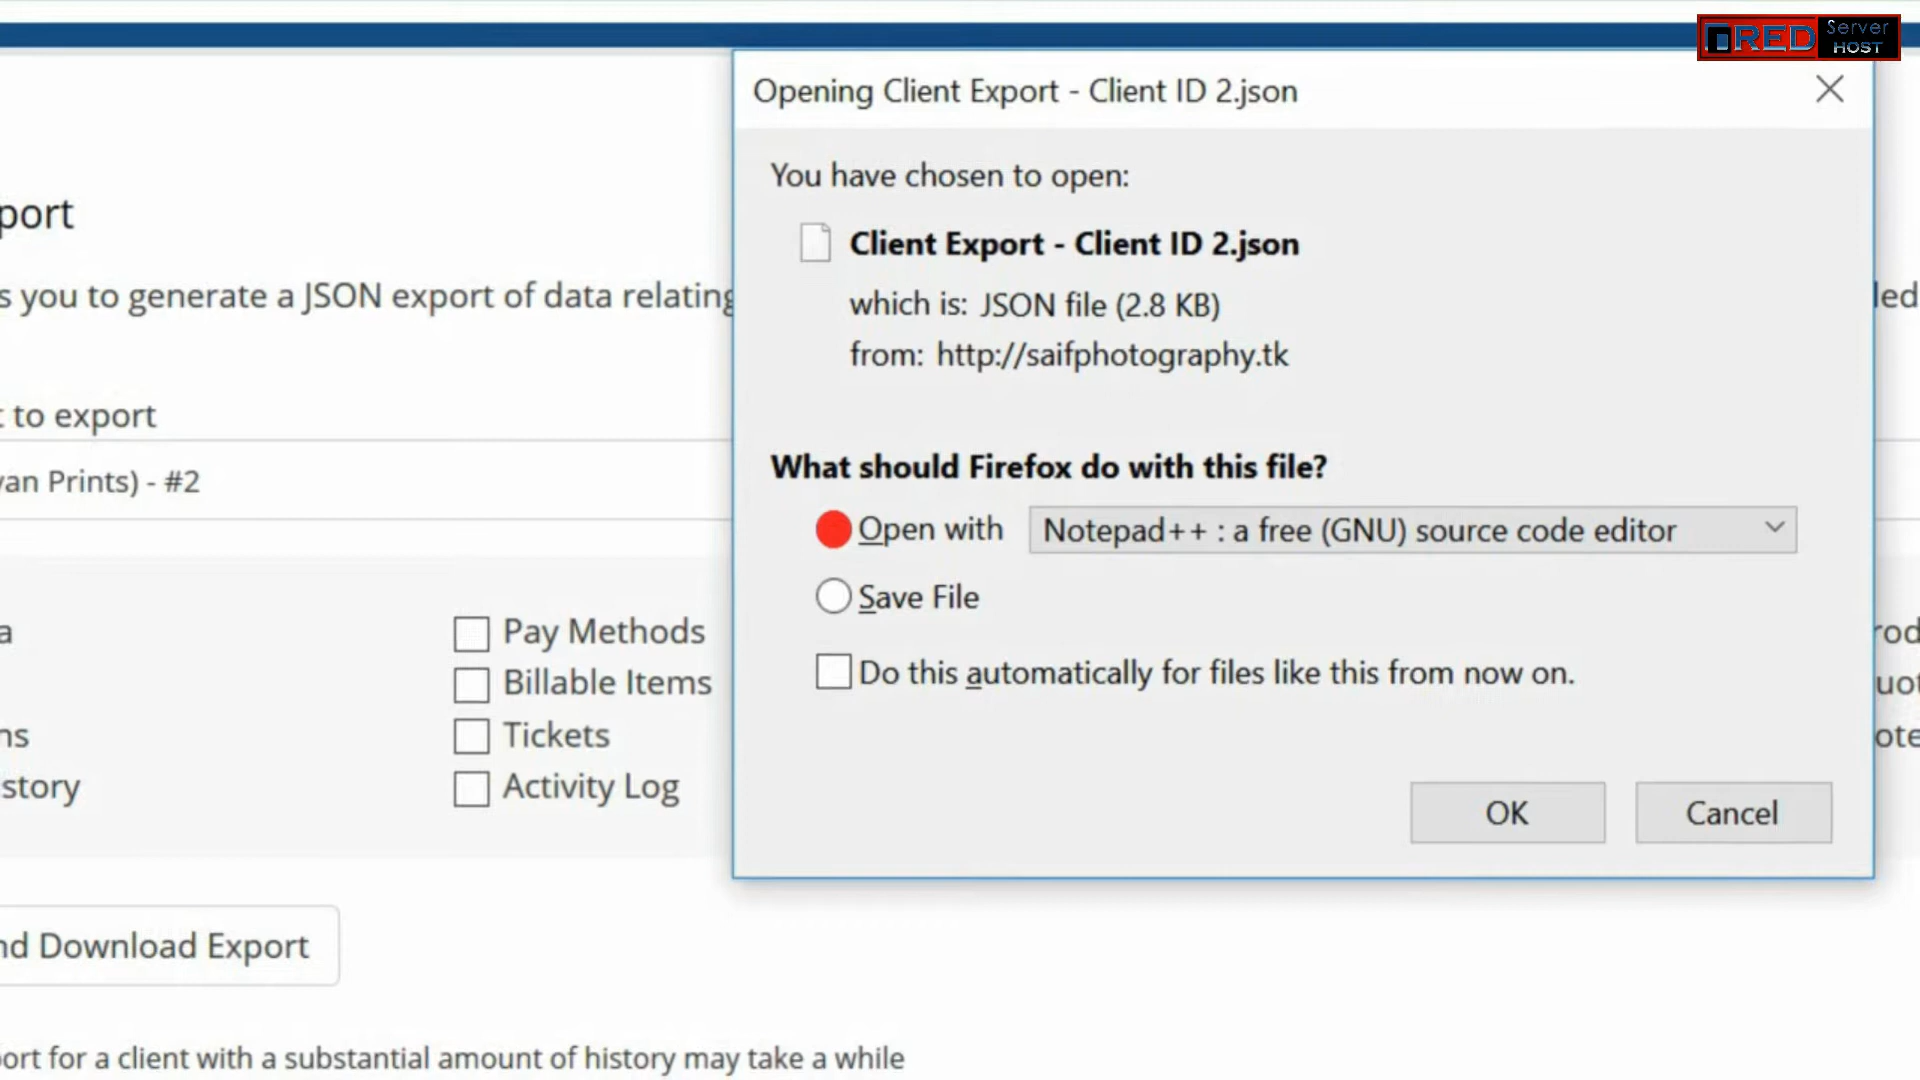 RED Server HOST
Opening Client Export - Client ID 2.json
You have chosen to open:
Client Export - Client ID 2.json
which is: JSON file (2.8 KB)
from: http://saifphotography.tk
What should Firefox do with this file?
Open with Notepad++ : a free (GNU) source code editor
Save File
Do this automatically for files like this from now on.
OK Cancel
port
s you to generate a JSON export of data relating
led
to export
van Prints) - #2
a Pay Methods rod
Billable Items uot
ns Tickets ote
story Activity Log
nd Download Export
ort for a client with a substantial amount of history may take a while